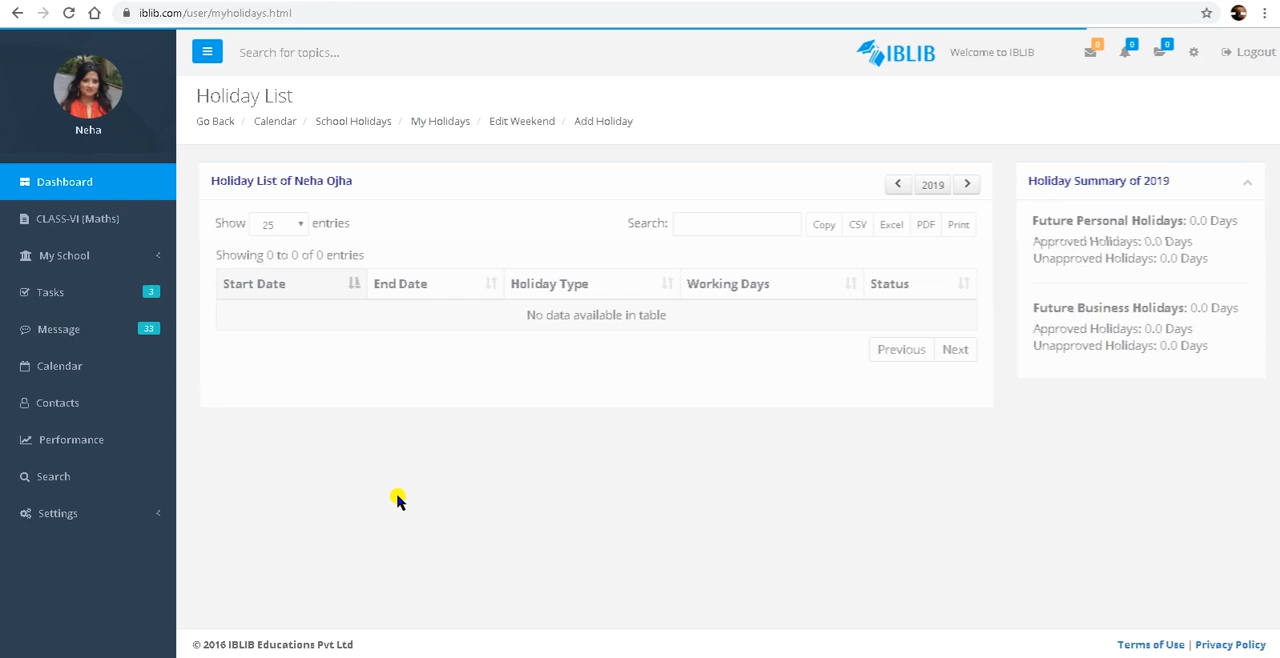 iblib.com/user/myholidays.html
Search for topics...
IBLIB
Welcome to IBLIB
0
0
0
Logout
Neha
Holiday List
Go Back / Calendar / School Holidays / My Holidays / Edit Weekend / Add Holiday
Dashboard
CLASS-VI (Maths)
My School
Tasks 3
Message 33
Calendar
Contacts
Performance
Search
Settings
Holiday List of Neha Ojha
2019
Show 25 entries
Search:
Copy CSV Excel PDF Print
Showing 0 to 0 of 0 entries
Start Date End Date Holiday Type Working Days Status
No data available in table
Previous Next
Holiday Summary of 2019
Future Personal Holidays: 0.0 Days
Approved Holidays: 0.0 Days
Unapproved Holidays: 0.0 Days
Future Business Holidays: 0.0 Days
Approved Holidays: 0.0 Days
Unapproved Holidays: 0.0 Days
© 2016 IBLIB Educations Pvt Ltd
Terms of Use | Privacy Policy